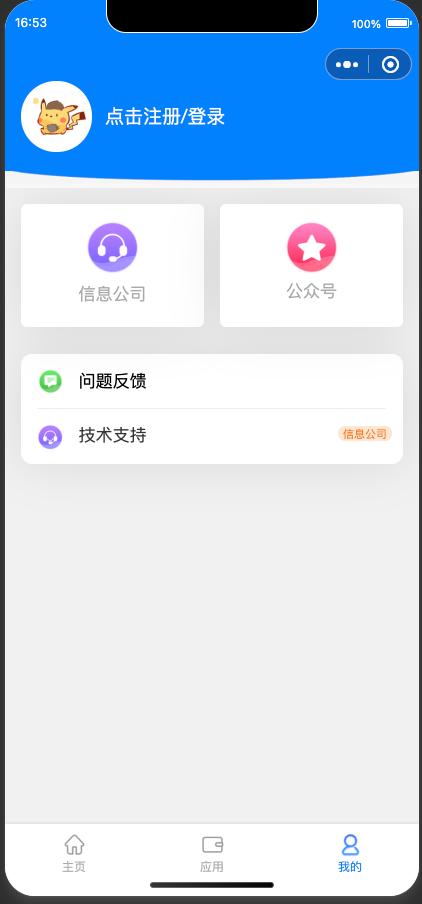 16:53
100%
点击注册/登录
信息公司
公众号
问题反馈
技术支持
信息公司
主页
应用
我的